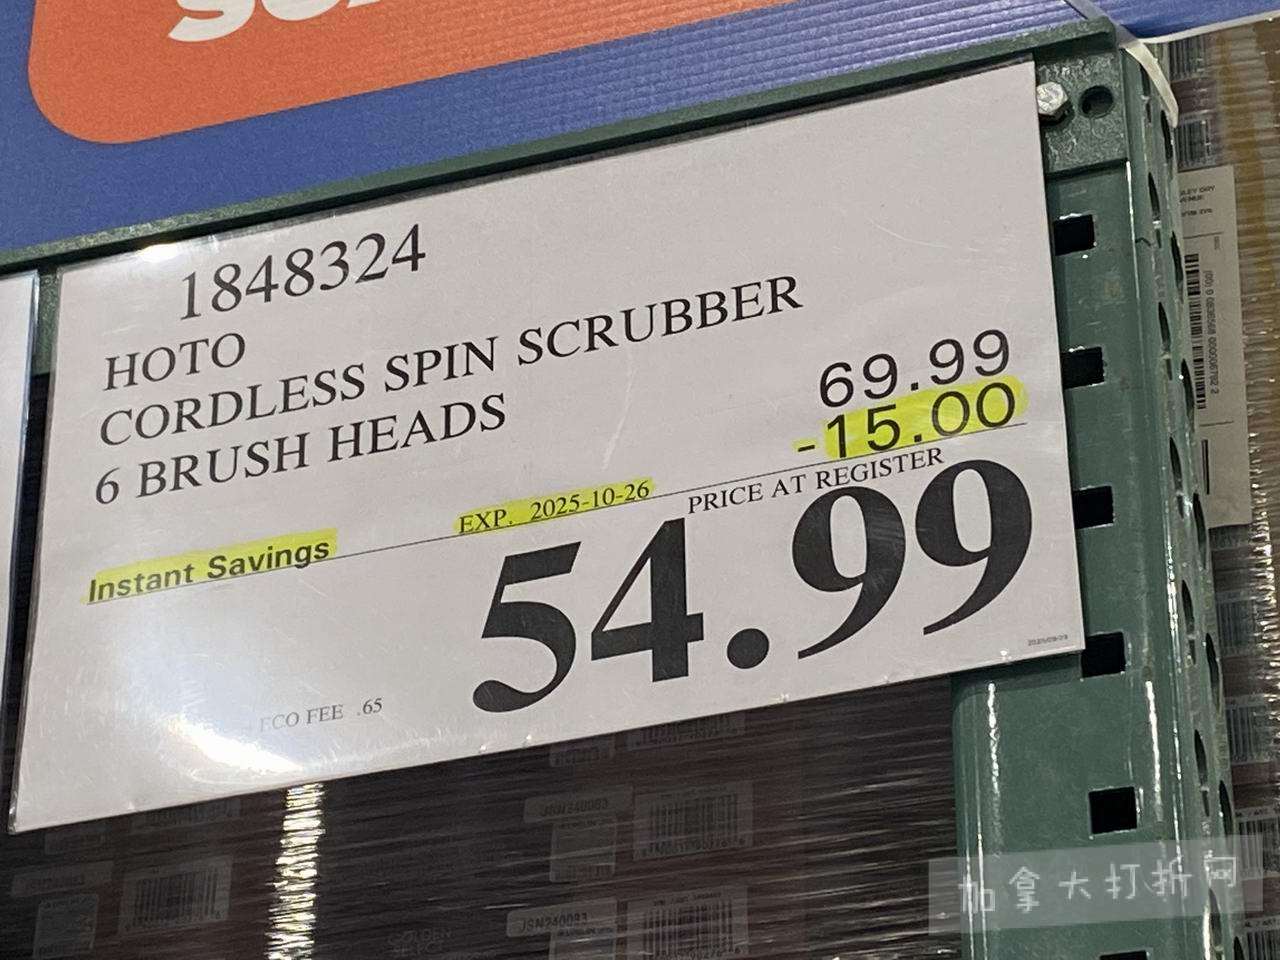 1848324
HOTO
CORDLESS SPIN SCRUBBER
6 BRUSH HEADS
69.99
-15.00
Instant Savings
EXP. 2025-10-26
PRICE AT REGISTER
54.99
ECO FEE .65
JSN240083
加拿大打折网